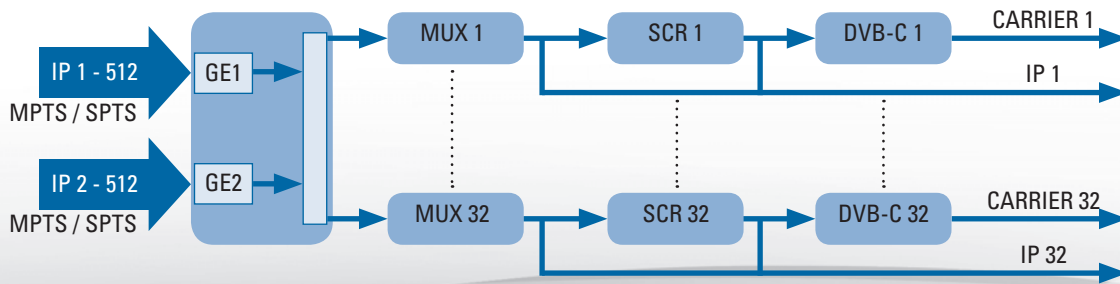 IP 1 - 512
MPTS / SPTS
GE1
MUX 1
SCR 1
DVB-C 1
CARRIER 1
IP 1
IP 2 - 512
MPTS / SPTS
GE2
MUX 32
SCR 32
DVB-C 32
CARRIER 32
IP 32